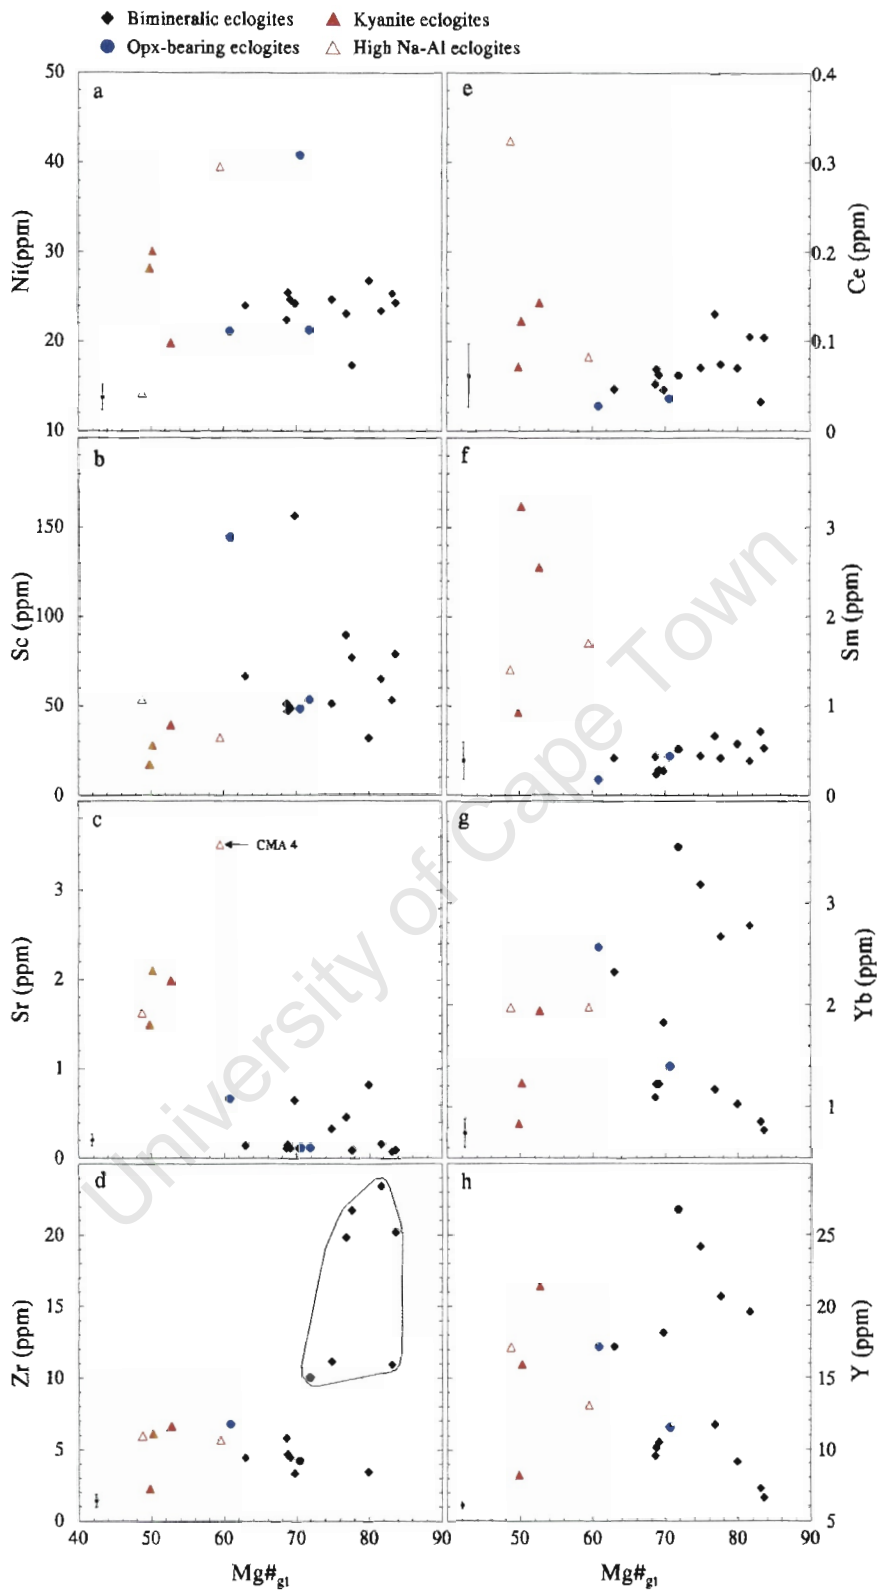 Bimineralic eclogites Kyanite eclogites
Opx-bearing eclogites High Na-Al eclogites
a
50
40
30
20
10
Ni(ppm)
e
0.4
0.3
0.2
0.1
0
Ce (ppm)
b
150
100
50
0
Sc (ppm)
f
3
2
1
0
Sm (ppm)
c
CMA 4
3
2
1
0
Sr (ppm)
g
3
2
1
Yb (ppm)
d
20
15
10
5
0
Zr (ppm)
40 50 60 70 80 90
Mg#gt
h
25
20
15
10
5
Y (ppm)
50 60 70 80 90
Mg#gt
University of Cape Town